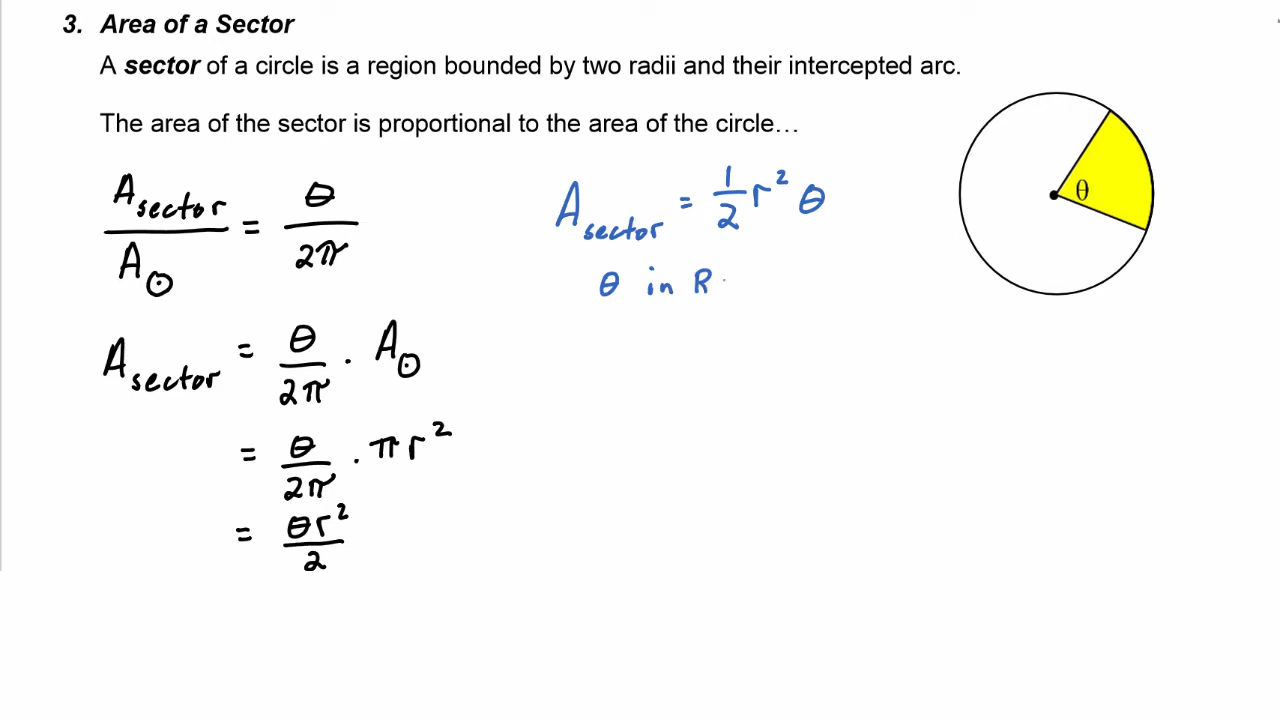 3. Area of a Sector
A sector of a circle is a region bounded by two radii and their intercepted arc.
The area of the sector is proportional to the area of the circle…
A_sector / A_⊙ = θ / 2π
A_sector = θ / 2π · A_⊙
= θ / 2π · πr²
= θr² / 2
A_sector = 1/2 r² θ
θ in R
θ